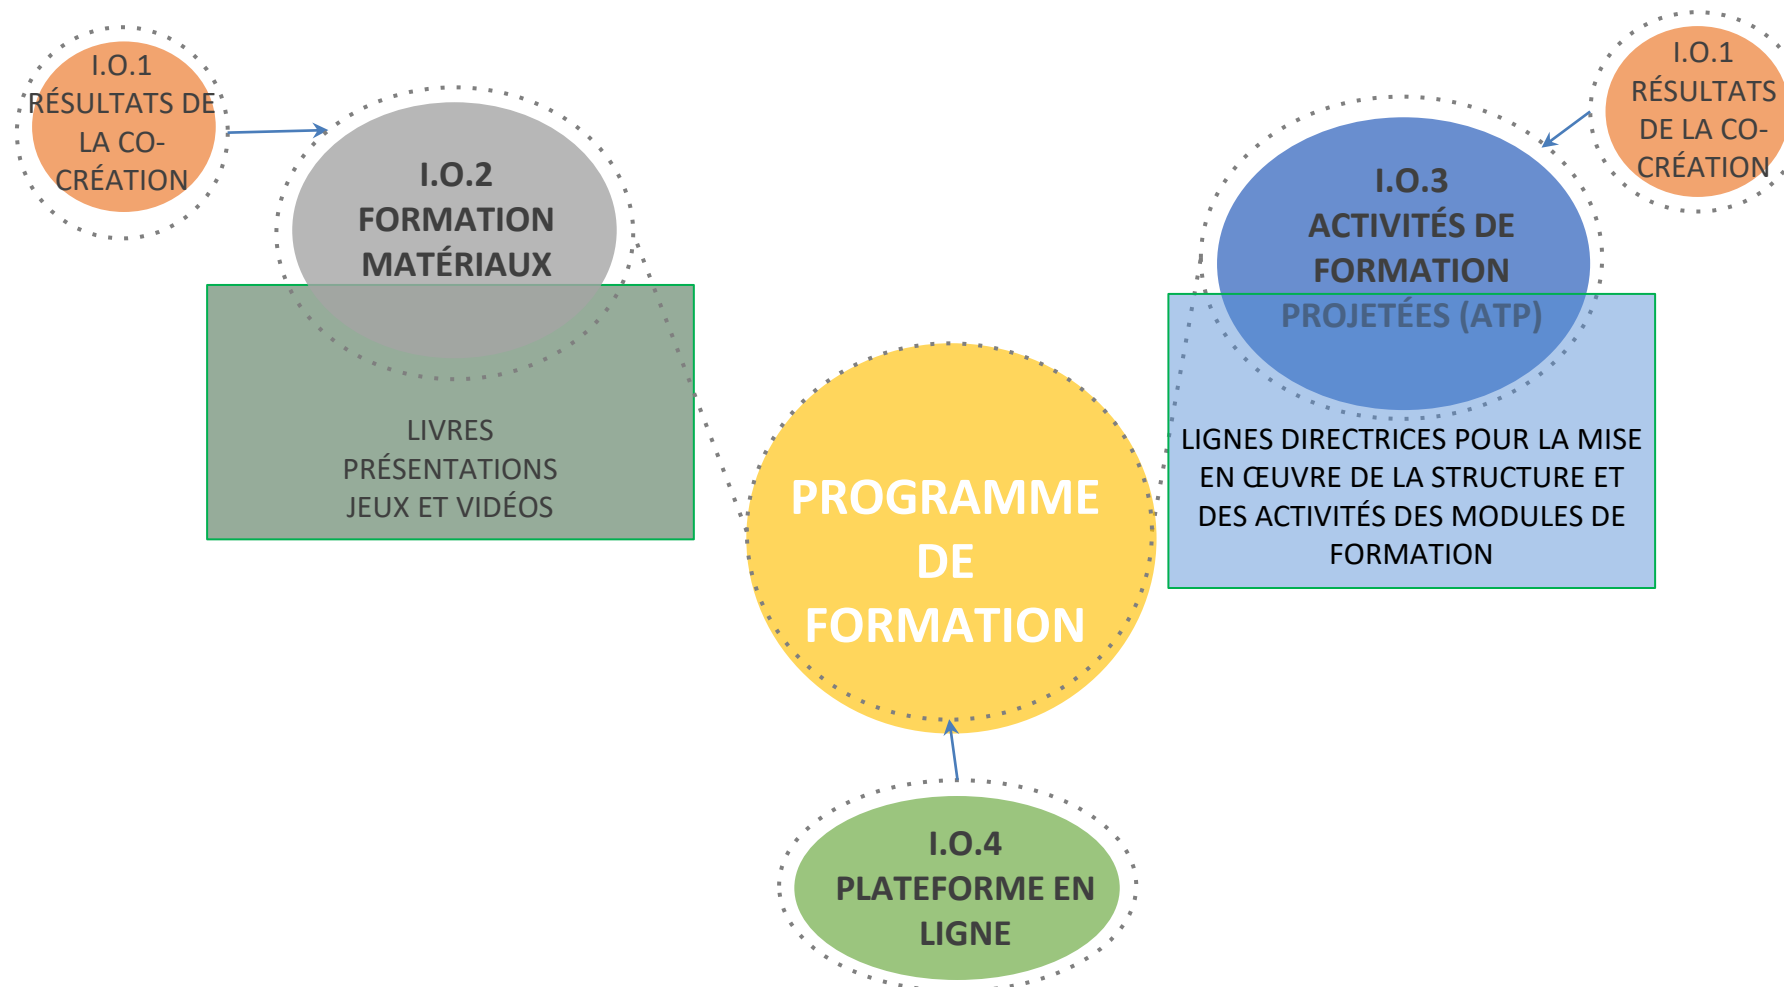 I.O.1
RÉSULTATS DE
LA CO-
CRÉATION
I.O.2
FORMATION
MATÉRIAUX
LIVRES
PRÉSENTATIONS
JEUX ET VIDÉOS
PROGRAMME
DE
FORMATION
I.O.4
PLATEFORME EN
LIGNE
I.O.3
ACTIVITÉS DE
FORMATION
PROJETÉES (ATP)
LIGNES DIRECTRICES POUR LA MISE
EN ŒUVRE DE LA STRUCTURE ET
DES ACTIVITÉS DES MODULES DE
FORMATION
I.O.1
RÉSULTATS
DE LA CO-
CRÉATION